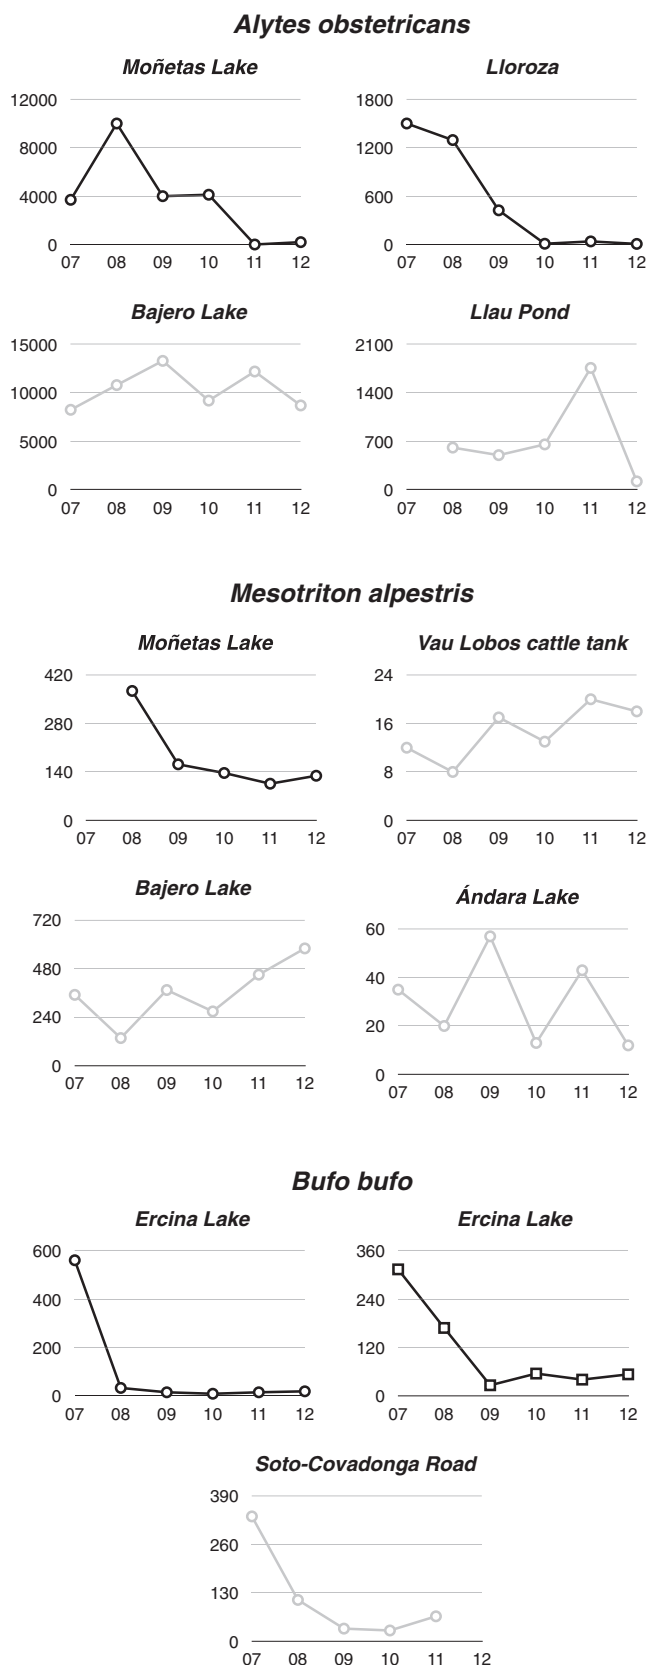 Alytes obstetricans
Moñetas Lake
12000
8000
4000
0
07 08 09 10 11 12
Lloroza
1800
1200
600
0
07 08 09 10 11 12
Bajero Lake
15000
10000
5000
0
07 08 09 10 11 12
Llau Pond
2100
1400
700
0
07 08 09 10 11 12
Mesotriton alpestris
Moñetas Lake
420
280
140
0
07 08 09 10 11 12
Vau Lobos cattle tank
24
16
8
0
07 08 09 10 11 12
Bajero Lake
720
480
240
0
07 08 09 10 11 12
Ándara Lake
60
40
20
0
07 08 09 10 11 12
Bufo bufo
Ercina Lake
600
400
200
0
07 08 09 10 11 12
Ercina Lake
360
240
120
0
07 08 09 10 11 12
Soto-Covadonga Road
390
260
130
0
07 08 09 10 11 12